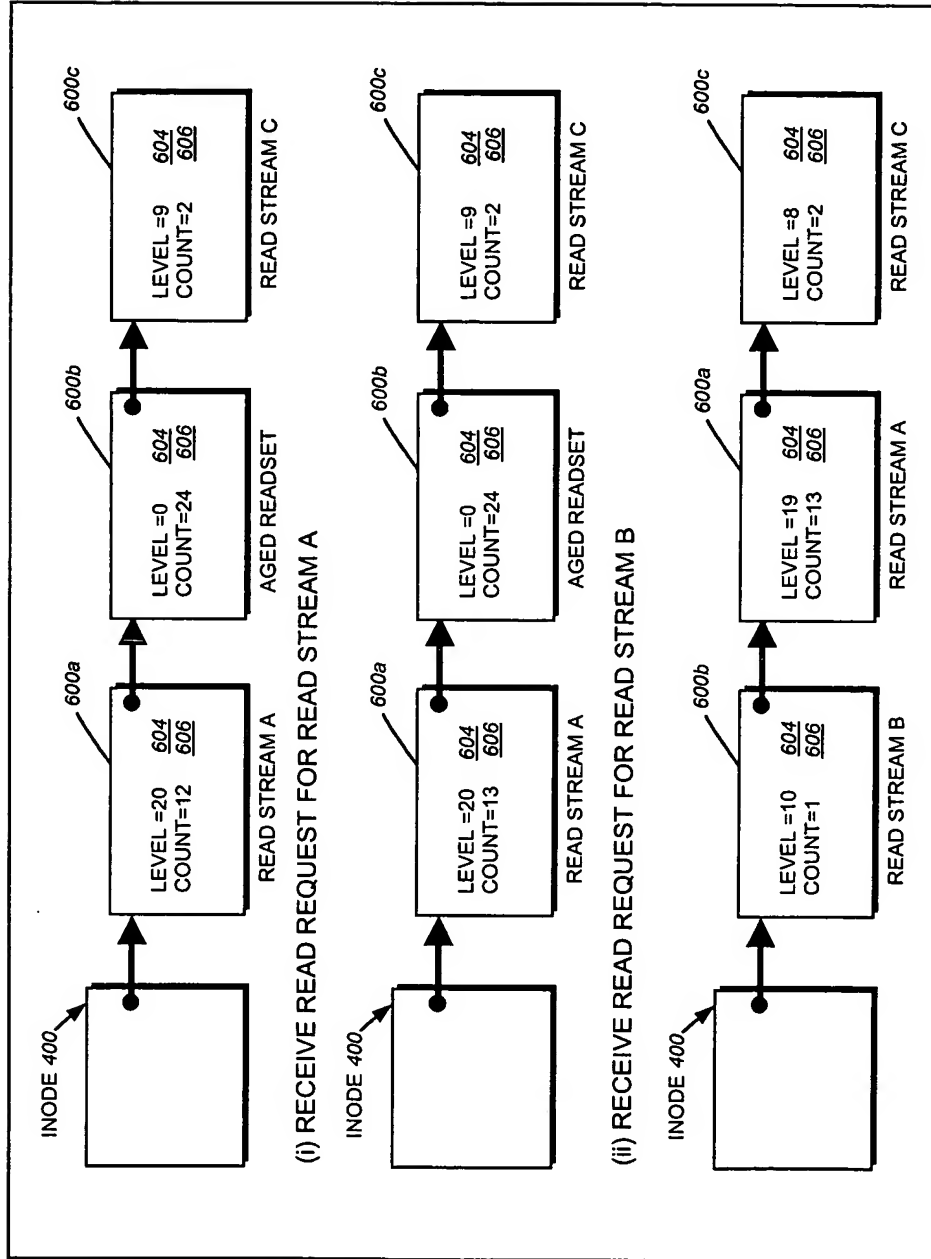 INODE 400
600a
600b
600c
LEVEL =20 604
COUNT=12 606
LEVEL =0 604
COUNT=24 606
LEVEL =9 604
COUNT=2 606
READ STREAM A
AGED READSET
READ STREAM C
(i) RECEIVE READ REQUEST FOR READ STREAM A
INODE 400
600a
600b
600c
LEVEL =20 604
COUNT=13 606
LEVEL =0 604
COUNT=24 606
LEVEL =9 604
COUNT=2 606
READ STREAM A
AGED READSET
READ STREAM C
(ii) RECEIVE READ REQUEST FOR READ STREAM B
INODE 400
600b
600a
600c
LEVEL =10 604
COUNT=1 606
LEVEL =19 604
COUNT=13 606
LEVEL =8 604
COUNT=2 606
READ STREAM B
READ STREAM A
READ STREAM C